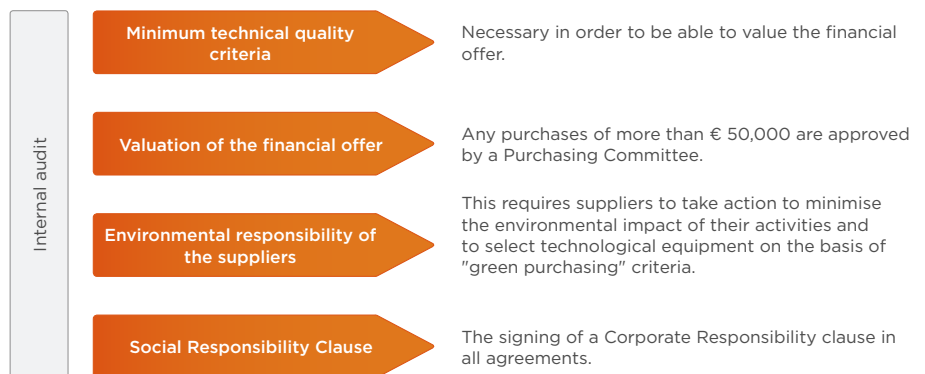 Internal audit
Minimum technical quality
criteria
Necessary in order to be able to value the financial
offer.
Valuation of the financial offer
Any purchases of more than € 50,000 are approved
by a Purchasing Committee.
Environmental responsibility of
the suppliers
This requires suppliers to take action to minimise
the environmental impact of their activities and
to select technological equipment on the basis of
"green purchasing" criteria.
Social Responsibility Clause
The signing of a Corporate Responsibility clause in
all agreements.